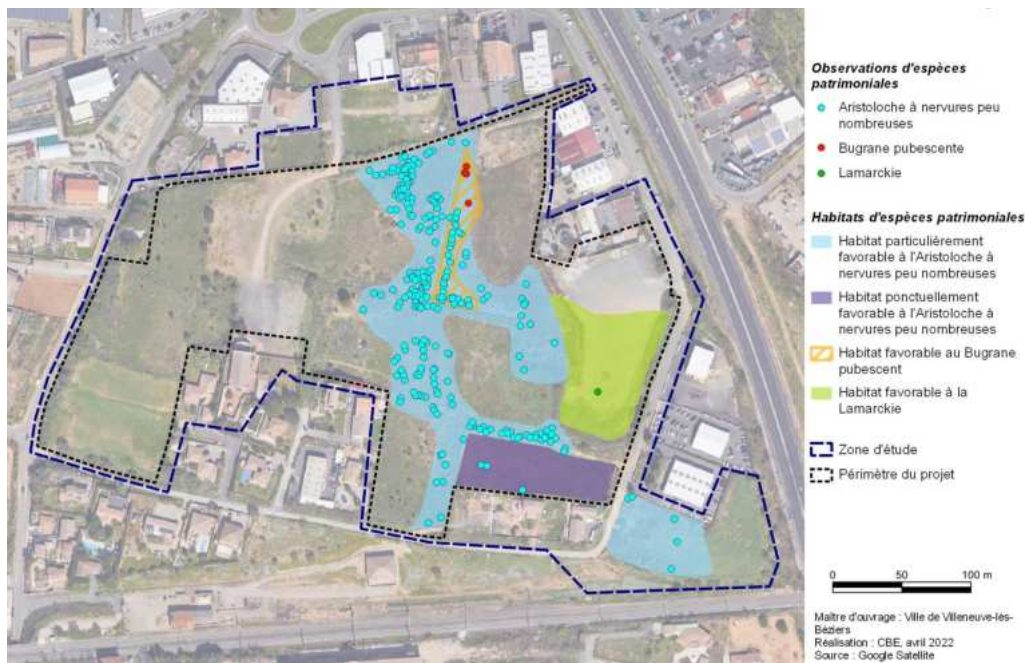 Observations d'espèces
patrimoniales
Aristoloche à nervures peu
nombreuses
Bugrane pubescente
Lamarckie
Habitats d'espèces patrimoniales
Habitat particulièrement
favorable à l'Aristoloche à
nervures peu nombreuses
Habitat ponctuellement
favorable à l'Aristoloche à
nervures peu nombreuses
Habitat favorable au Bugrane
pubescent
Habitat favorable à la
Lamarckie
Zone d'étude
Périmètre du projet
0 50 100 m
Maître d'ouvrage : Ville de Villeneuve-lès-
Béziers
Réalisation : CBE, avril 2022
Source : Google Satellite